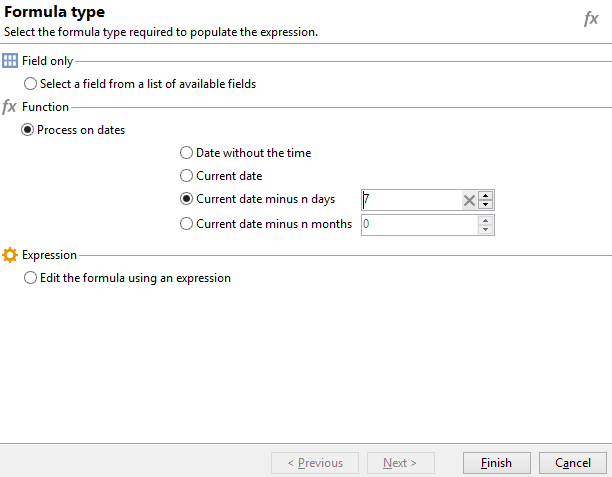 Formula type
fx
Select the formula type required to populate the expression.
Field only
Select a field from a list of available fields
fx Function
Process on dates
Date without the time
Current date
Current date minus n days 7
Current date minus n months 0
Expression
Edit the formula using an expression
< Previous Next > Finish Cancel